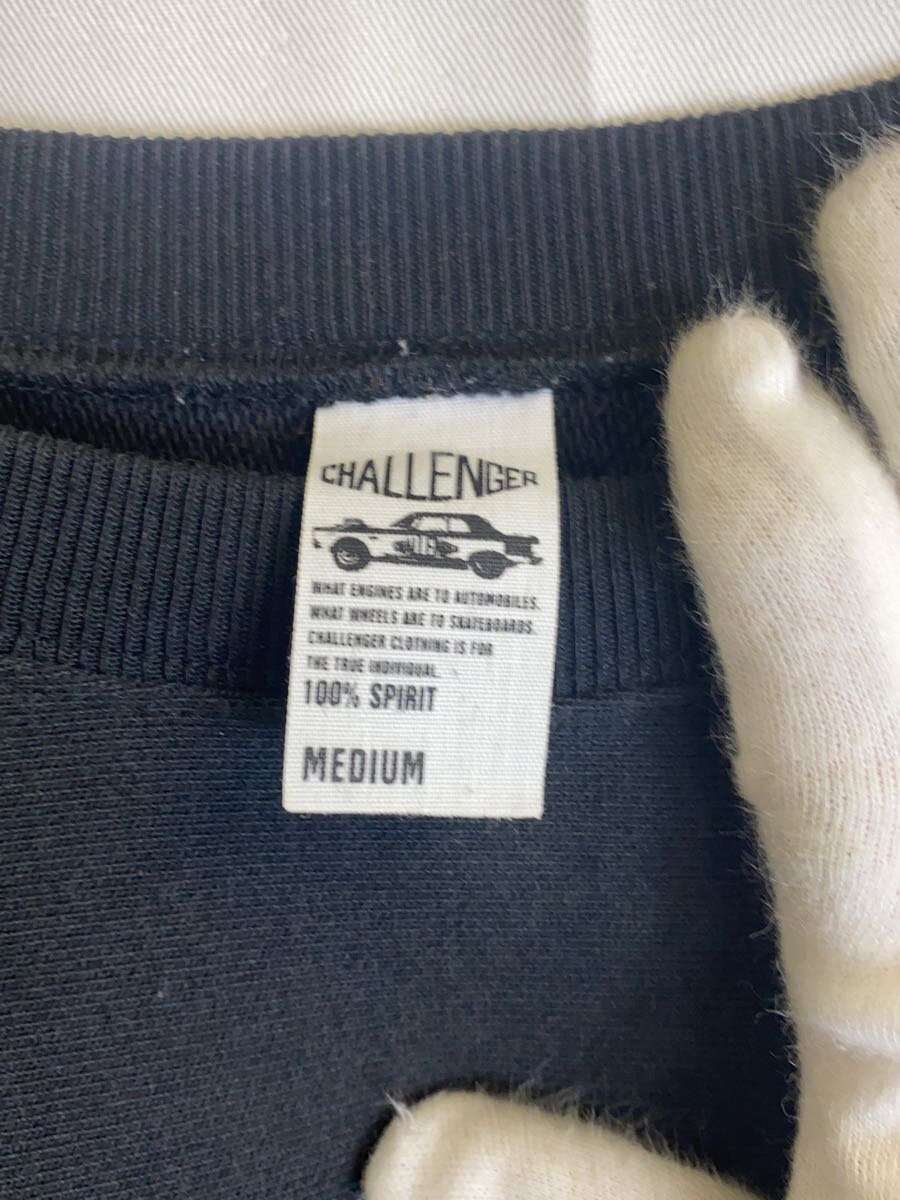 CHALLENGER
WHAT ENGINES ARE TO AUTOMOBILES.
WHAT WHEELS ARE TO SKATEBOARDS.
CHALLENGER CLOTHING IS FOR
THE TRUE INDIVIDUAL.
100% SPIRIT
MEDIUM